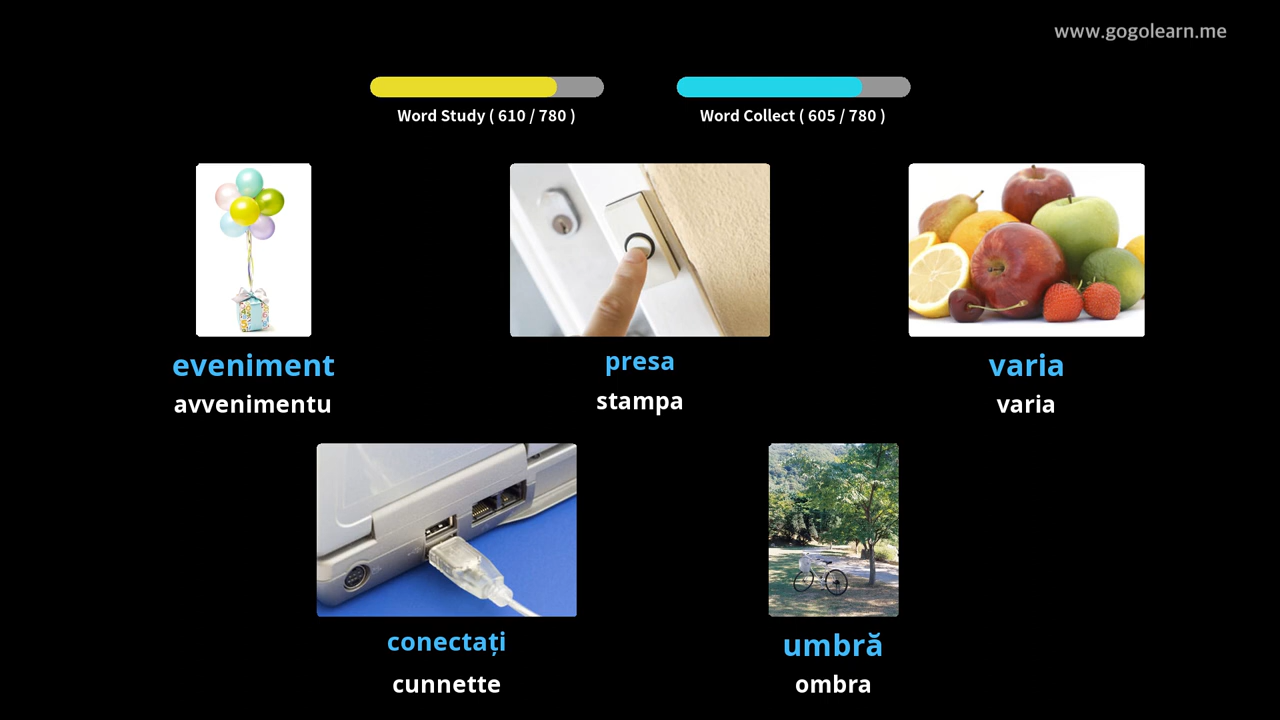 www.gogolearn.me
Word Study ( 610 / 780 )
Word Collect ( 605 / 780 )
eveniment
avvenimentu
presa
stampa
varia
varia
conectați
cunnette
umbră
ombra